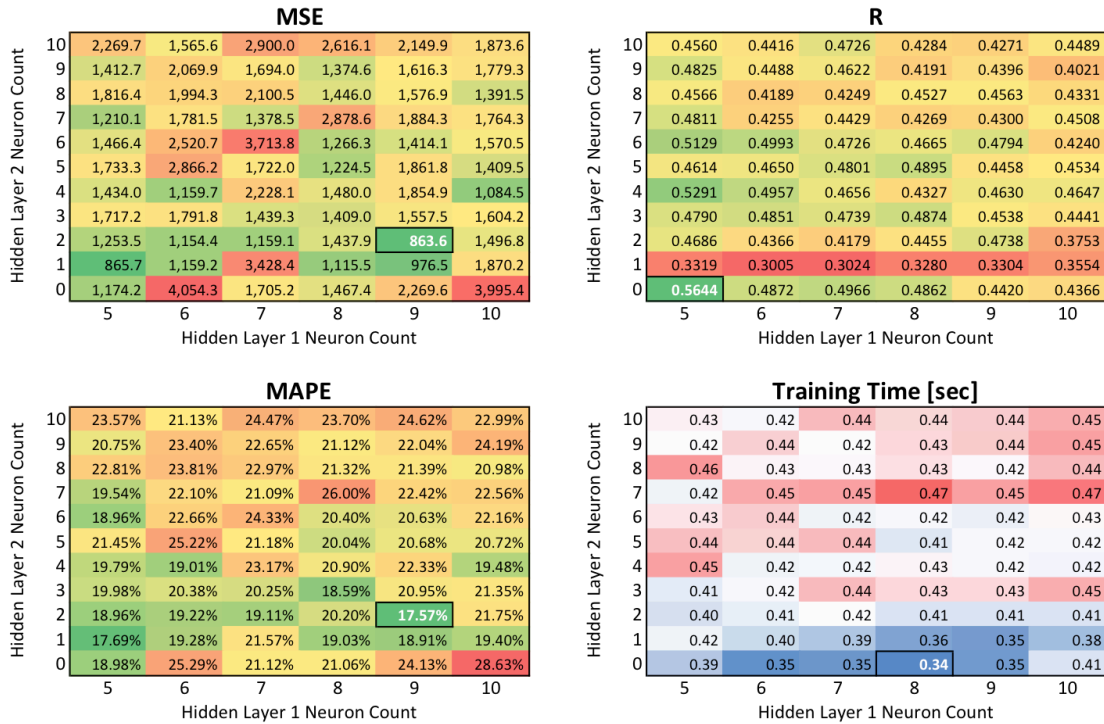 MSE
Hidden Layer 2 Neuron Count
10 2,269.7 1,565.6 2,900.0 2,616.1 2,149.9 1,873.6
9 1,412.7 2,069.9 1,694.0 1,374.6 1,616.3 1,779.3
8 1,816.4 1,994.3 2,100.5 1,446.0 1,576.9 1,391.5
7 1,210.1 1,781.5 1,378.5 2,878.6 1,884.3 1,764.3
6 1,466.4 2,520.7 3,713.8 1,266.3 1,414.1 1,570.5
5 1,733.3 2,866.2 1,722.0 1,224.5 1,861.8 1,409.5
4 1,434.0 1,159.7 2,228.1 1,480.0 1,854.9 1,084.5
3 1,717.2 1,791.8 1,439.3 1,409.0 1,557.5 1,604.2
2 1,253.5 1,154.4 1,159.1 1,437.9 863.6 1,496.8
1 865.7 1,159.2 3,428.4 1,115.5 976.5 1,870.2
0 1,174.2 4,054.3 1,705.2 1,467.4 2,269.6 3,995.4
5 6 7 8 9 10
Hidden Layer 1 Neuron Count
R
Hidden Layer 2 Neuron Count
10 0.4560 0.4416 0.4726 0.4284 0.4271 0.4489
9 0.4825 0.4488 0.4622 0.4191 0.4396 0.4021
8 0.4566 0.4189 0.4249 0.4527 0.4563 0.4331
7 0.4811 0.4255 0.4429 0.4269 0.4300 0.4508
6 0.5129 0.4993 0.4726 0.4665 0.4794 0.4240
5 0.4614 0.4650 0.4801 0.4895 0.4458 0.4534
4 0.5291 0.4957 0.4656 0.4327 0.4630 0.4647
3 0.4790 0.4851 0.4739 0.4874 0.4538 0.4441
2 0.4686 0.4366 0.4179 0.4455 0.4738 0.3753
1 0.3319 0.3005 0.3024 0.3280 0.3304 0.3554
0 0.5644 0.4872 0.4966 0.4862 0.4420 0.4366
5 6 7 8 9 10
Hidden Layer 1 Neuron Count
MAPE
Hidden Layer 2 Neuron Count
10 23.57% 21.13% 24.47% 23.70% 24.62% 22.99%
9 20.75% 23.40% 22.65% 21.12% 22.04% 24.19%
8 22.81% 23.81% 22.97% 21.32% 21.39% 20.98%
7 19.54% 22.10% 21.09% 26.00% 22.42% 22.56%
6 18.96% 22.66% 24.33% 20.40% 20.63% 22.16%
5 21.45% 25.22% 21.18% 20.04% 20.68% 20.72%
4 19.79% 19.01% 23.17% 20.90% 22.33% 19.48%
3 19.98% 20.38% 20.25% 18.59% 20.95% 21.35%
2 18.96% 19.22% 19.11% 20.20% 17.57% 21.75%
1 17.69% 19.28% 21.57% 19.03% 18.91% 19.40%
0 18.98% 25.29% 21.12% 21.06% 24.13% 28.63%
5 6 7 8 9 10
Hidden Layer 1 Neuron Count
Training Time [sec]
Hidden Layer 2 Neuron Count
10 0.43 0.42 0.44 0.44 0.44 0.45
9 0.42 0.44 0.42 0.43 0.44 0.45
8 0.46 0.43 0.43 0.43 0.42 0.44
7 0.42 0.45 0.45 0.47 0.45 0.47
6 0.43 0.44 0.42 0.42 0.42 0.43
5 0.44 0.44 0.44 0.41 0.42 0.42
4 0.45 0.42 0.42 0.42 0.42 0.42
3 0.41 0.42 0.44 0.43 0.43 0.45
2 0.40 0.41 0.42 0.41 0.41 0.41
1 0.42 0.40 0.39 0.36 0.35 0.38
0 0.39 0.35 0.35 0.34 0.35 0.41
5 6 7 8 9 10
Hidden Layer 1 Neuron Count